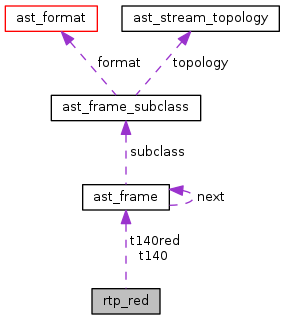 ast_format
ast_stream_topology
format
topology
ast_frame_subclass
subclass
ast_frame
next
t140red
t140
rtp_red